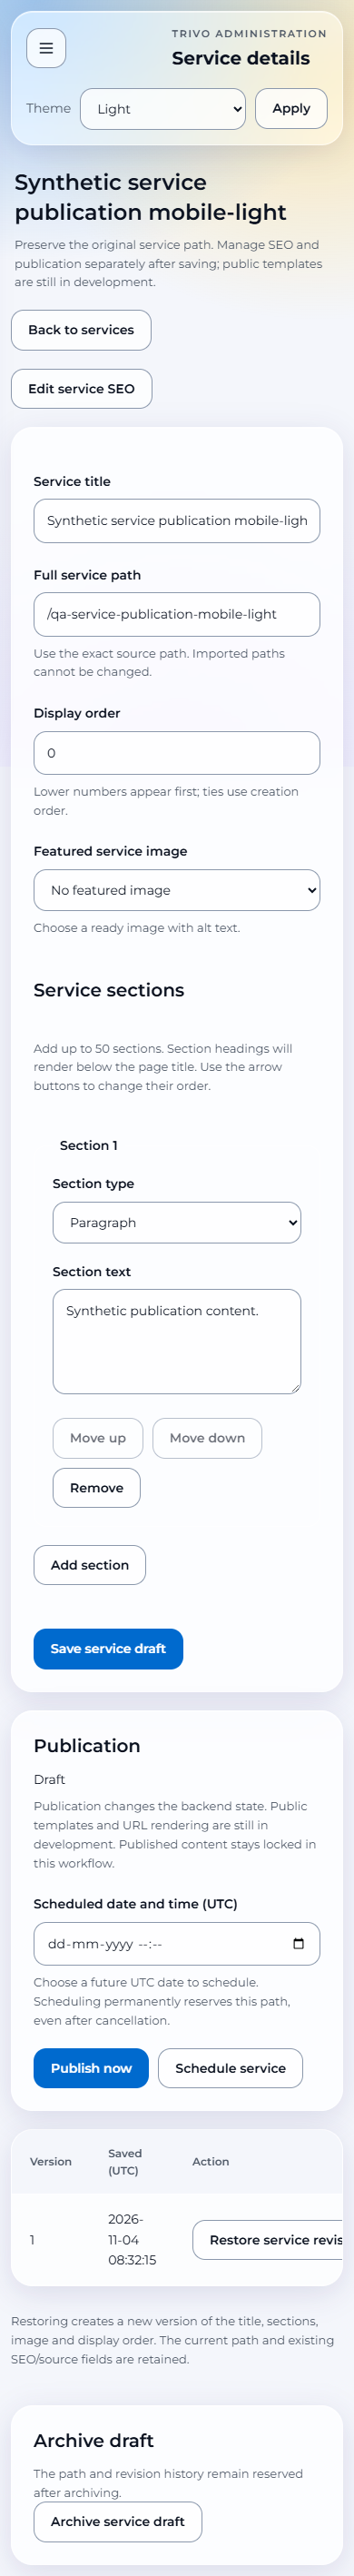 TRIVO ADMINISTRATION
Service details
Theme
Light
Apply
Synthetic service
publication mobile-light
Preserve the original service path. Manage SEO and
publication separately after saving; public templates
are still in development.
Back to services
Edit service SEO
Service title
Synthetic service publication mobile-ligh
Full service path
/qa-service-publication-mobile-light
Use the exact source path. Imported paths
cannot be changed.
Display order
0
Lower numbers appear first; ties use creation
order.
Featured service image
No featured image
Choose a ready image with alt text.
Service sections
Add up to 50 sections. Section headings will
render below the page title. Use the arrow
buttons to change their order.
Section 1
Section type
Paragraph
Section text
Synthetic publication content.
Move up
Move down
Remove
Add section
Save service draft
Publication
Draft
Publication changes the backend state. Public
templates and URL rendering are still in
development. Published content stays locked in
this workflow.
Scheduled date and time (UTC)
dd-mm-yyyy --:--
Choose a future UTC date to schedule.
Scheduling permanently reserves this path,
even after cancellation.
Publish now
Schedule service
Version
Saved
(UTC)
Action
1
2026-
11-04
08:32:15
Restore service revis
Restoring creates a new version of the title, sections,
image and display order. The current path and existing
SEO/source fields are retained.
Archive draft
The path and revision history remain reserved
after archiving.
Archive service draft